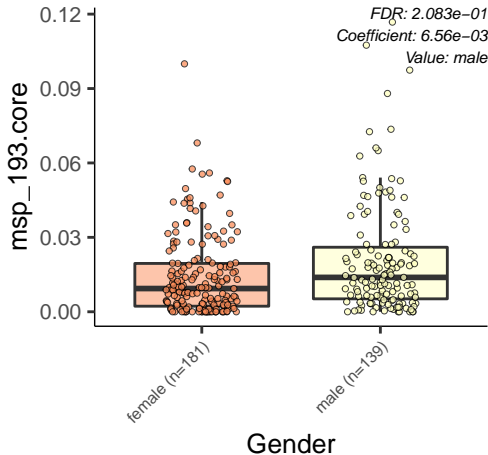 FDR: 2.083e−01
Coefficient: 6.56e−03
Value: male
0.12
0.09
0.06
0.03
0.00
msp_193.core
female (n=181)
male (n=139)
Gender